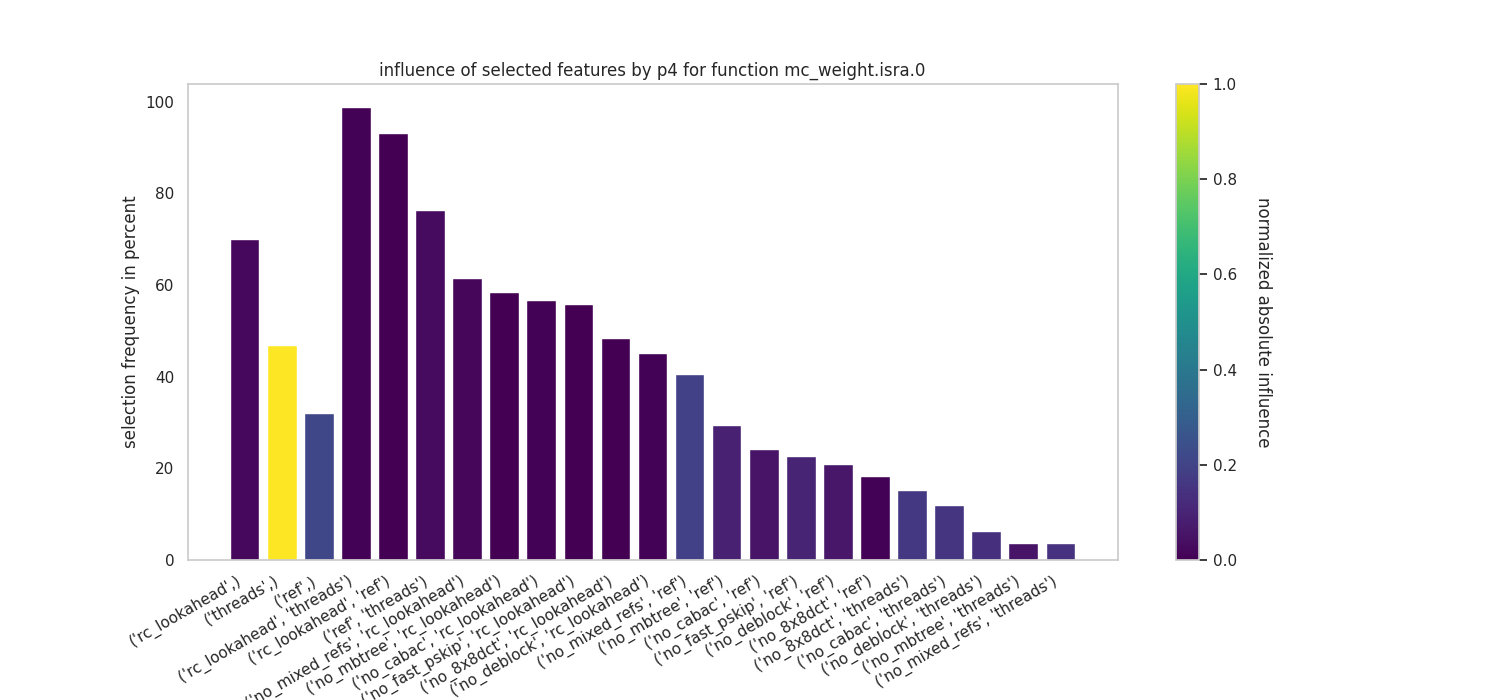 influence of selected features by p4 for function mc_weight.isra.0
selection frequency in percent
100
80
60
40
20
0
('rc_lookahead',)
('threads',)
('ref',)
('rc_lookahead', 'threads')
('rc_lookahead', 'ref')
('ref', 'threads')
'no_mixed_refs', 'rc_lookahead')
('no_mbtree', 'rc_lookahead')
('no_cabac', 'rc_lookahead')
'no_fast_pskip', 'rc_lookahead')
('no_8x8dct', 'rc_lookahead')
('no_deblock', 'rc_lookahead')
('no_mixed_refs', 'ref')
('no_mbtree', 'ref')
('no_cabac', 'ref')
('no_fast_pskip', 'ref')
('no_deblock', 'ref')
('no_8x8dct', 'ref')
('no_8x8dct', 'threads')
('no_cabac', 'threads')
('no_deblock', 'threads')
('no_mbtree', 'threads')
('no_mixed_refs', 'threads')
1.0
0.8
0.6
0.4
0.2
0.0
normalized absolute influence